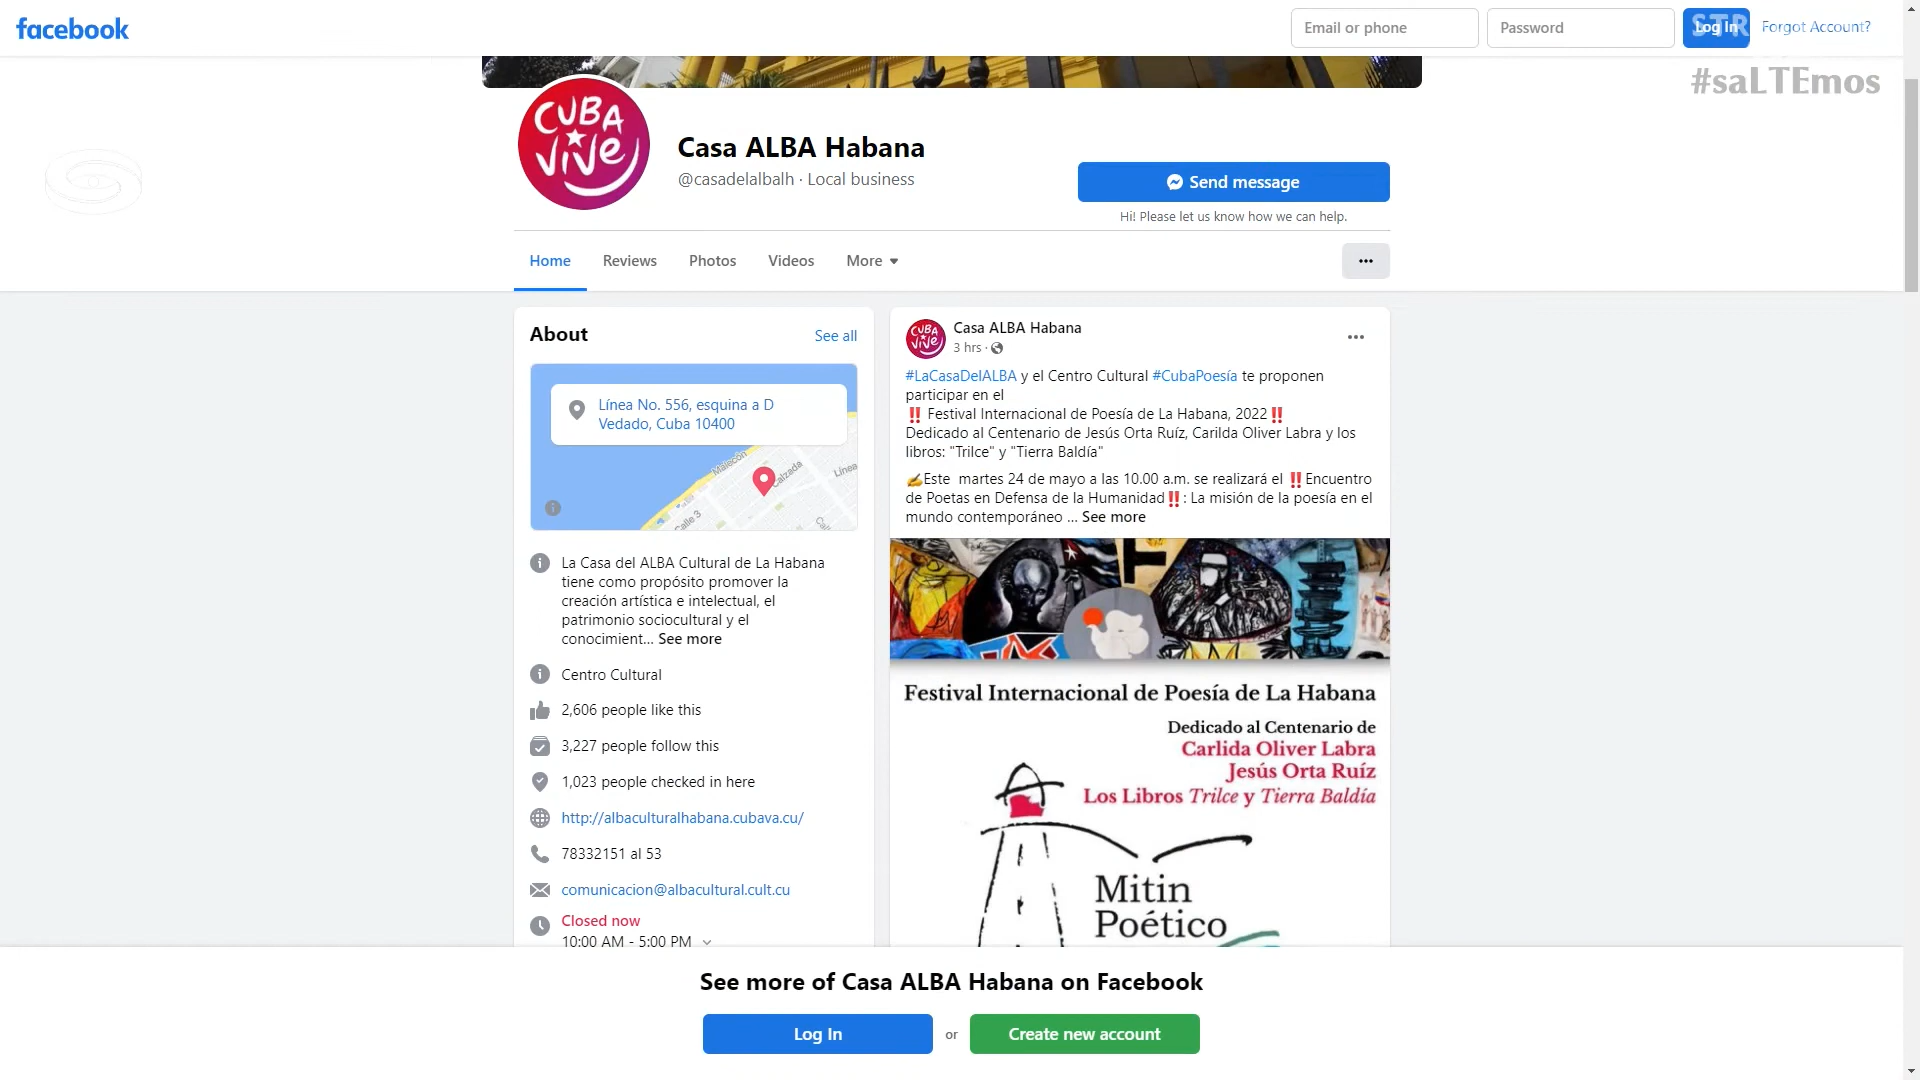 facebook
Email or phone
Password
Log In
Forgot Account?
STR
#saLTEmos
CUBA
ViVe
Casa ALBA Habana
@casadelalbalh · Local business
Send message
Hi! Please let us know how we can help.
Home
Reviews
Photos
Videos
More
About
See all
Línea No. 556, esquina a D
Vedado, Cuba 10400
Malecón
Calzada
Línea
Calle 3
La Casa del ALBA Cultural de La Habana
tiene como propósito promover la
creación artística e intelectual, el
patrimonio sociocultural y el
conocimient... See more
Centro Cultural
2,606 people like this
3,227 people follow this
1,023 people checked in here
http://albaculturalhabana.cubava.cu/
78332151 al 53
comunicacion@albacultural.cult.cu
Closed now
10:00 AM - 5:00 PM
CUBA
ViVe
Casa ALBA Habana
3 hrs ·
#LaCasaDelALBA y el Centro Cultural #CubaPoesía te proponen
participar en el
‼️ Festival Internacional de Poesía de La Habana, 2022‼️
Dedicado al Centenario de Jesús Orta Ruíz, Carilda Oliver Labra y los
libros: "Trilce" y "Tierra Baldía"
✍️Este martes 24 de mayo a las 10.00 a.m. se realizará el ‼️Encuentro
de Poetas en Defensa de la Humanidad‼️: La misión de la poesía en el
mundo contemporáneo ... See more
Festival Internacional de Poesía de La Habana
Dedicado al Centenario de
Carlida Oliver Labra
Jesús Orta Ruíz
Los Libros Trilce y Tierra Baldía
Mitin
Poético
See more of Casa ALBA Habana on Facebook
Log In
or
Create new account